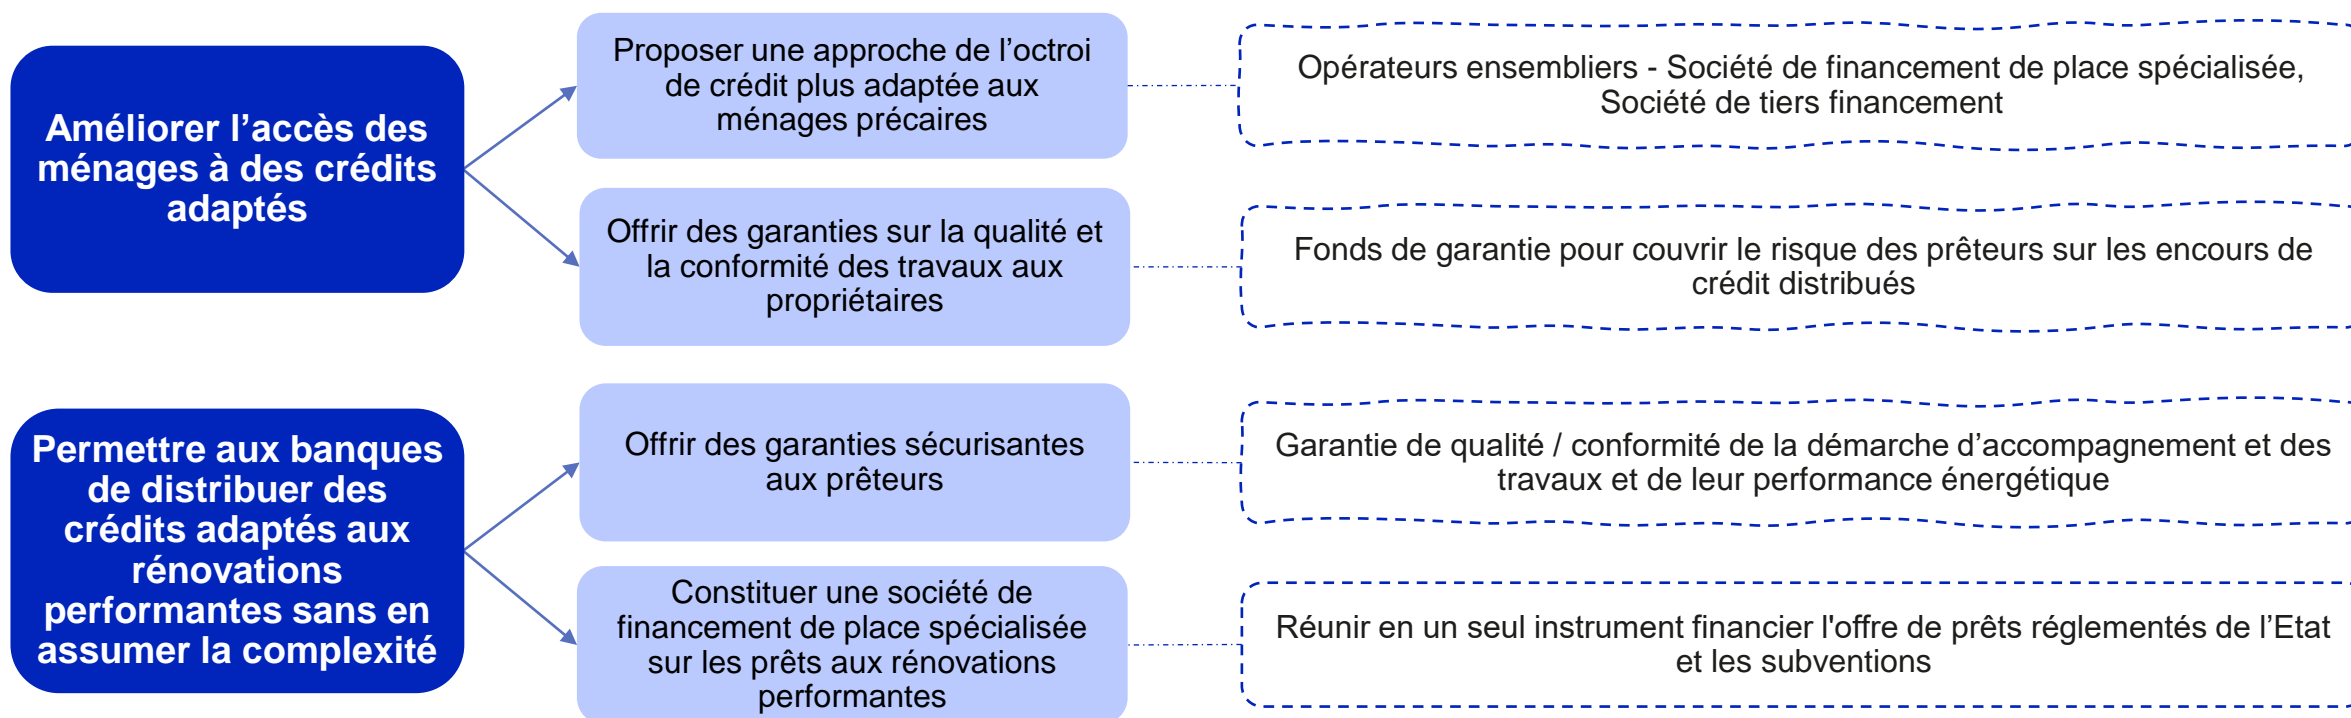 Améliorer l’accès des
ménages à des crédits
adaptés
Proposer une approche de l’octroi
de crédit plus adaptée aux
ménages précaires
Opérateurs ensembliers - Société de financement de place spécialisée,
Société de tiers financement
Offrir des garanties sur la qualité et
la conformité des travaux aux
propriétaires
Fonds de garantie pour couvrir le risque des prêteurs sur les encours de
crédit distribués
Permettre aux banques
de distribuer des
crédits adaptés aux
rénovations
performantes sans en
assumer la complexité
Offrir des garanties sécurisantes
aux prêteurs
Garantie de qualité / conformité de la démarche d’accompagnement et des
travaux et de leur performance énergétique
Constituer une société de
financement de place spécialisée
sur les prêts aux rénovations
performantes
Réunir en un seul instrument financier l'offre de prêts réglementés de l’Etat
et les subventions